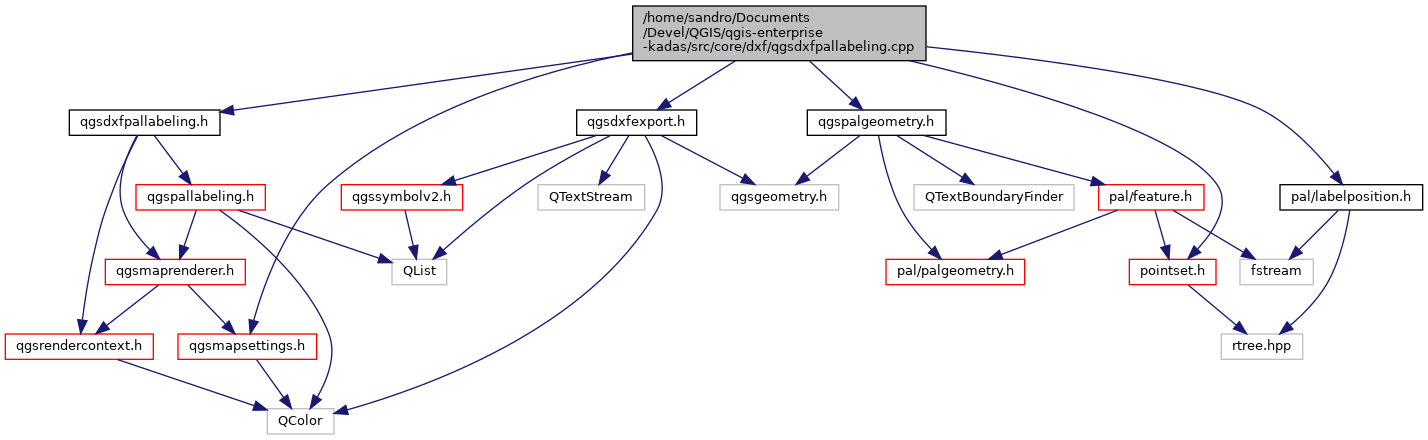 /home/sandro/Documents
/Devel/QGIS/qgis-enterprise
-kadas/src/core/dxf/qgsdxfpallabeling.cpp
qgsdxfpallabeling.h
qgsdxfexport.h
qgspalgeometry.h
qgspallabeling.h
qgssymbolv2.h
QTextStream
qgsgeometry.h
QTextBoundaryFinder
pal/feature.h
pal/labelposition.h
qgsmaprenderer.h
QList
pal/palgeometry.h
pointset.h
fstream
qgsrendercontext.h
qgsmapsettings.h
rtree.hpp
QColor